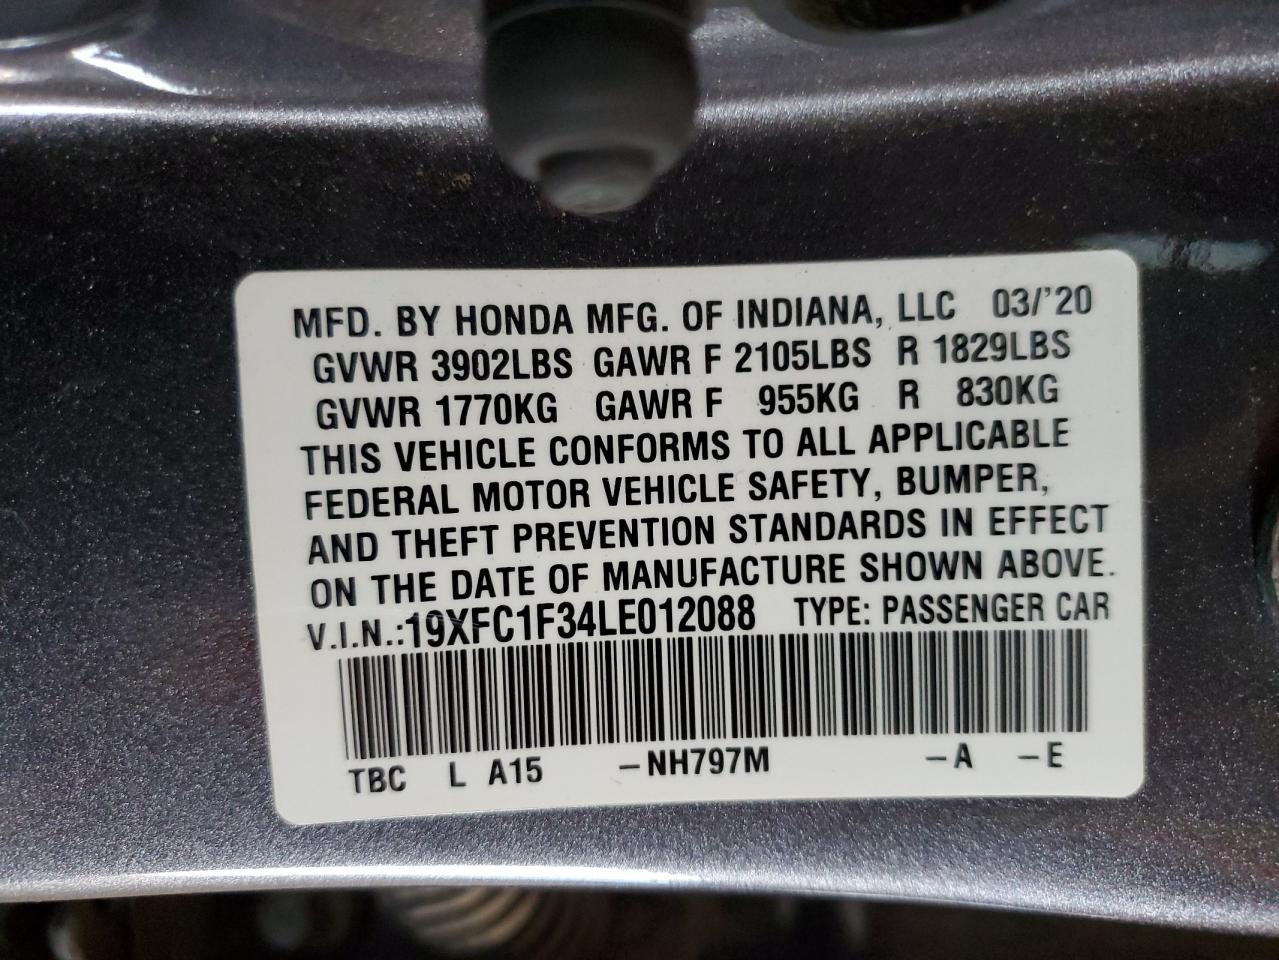 MFD. BY HONDA MFG. OF INDIANA, LLC 03/'20
GVWR 3902LBS GAWR F 2105LBS R 1829LBS
GVWR 1770KG GAWR F 955KG R 830KG
THIS VEHICLE CONFORMS TO ALL APPLICABLE
FEDERAL MOTOR VEHICLE SAFETY, BUMPER,
AND THEFT PREVENTION STANDARDS IN EFFECT
ON THE DATE OF MANUFACTURE SHOWN ABOVE.
V.I.N.:19XFC1F34LE012088 TYPE: PASSENGER CAR
TBC L A15 -NH797M -A -E